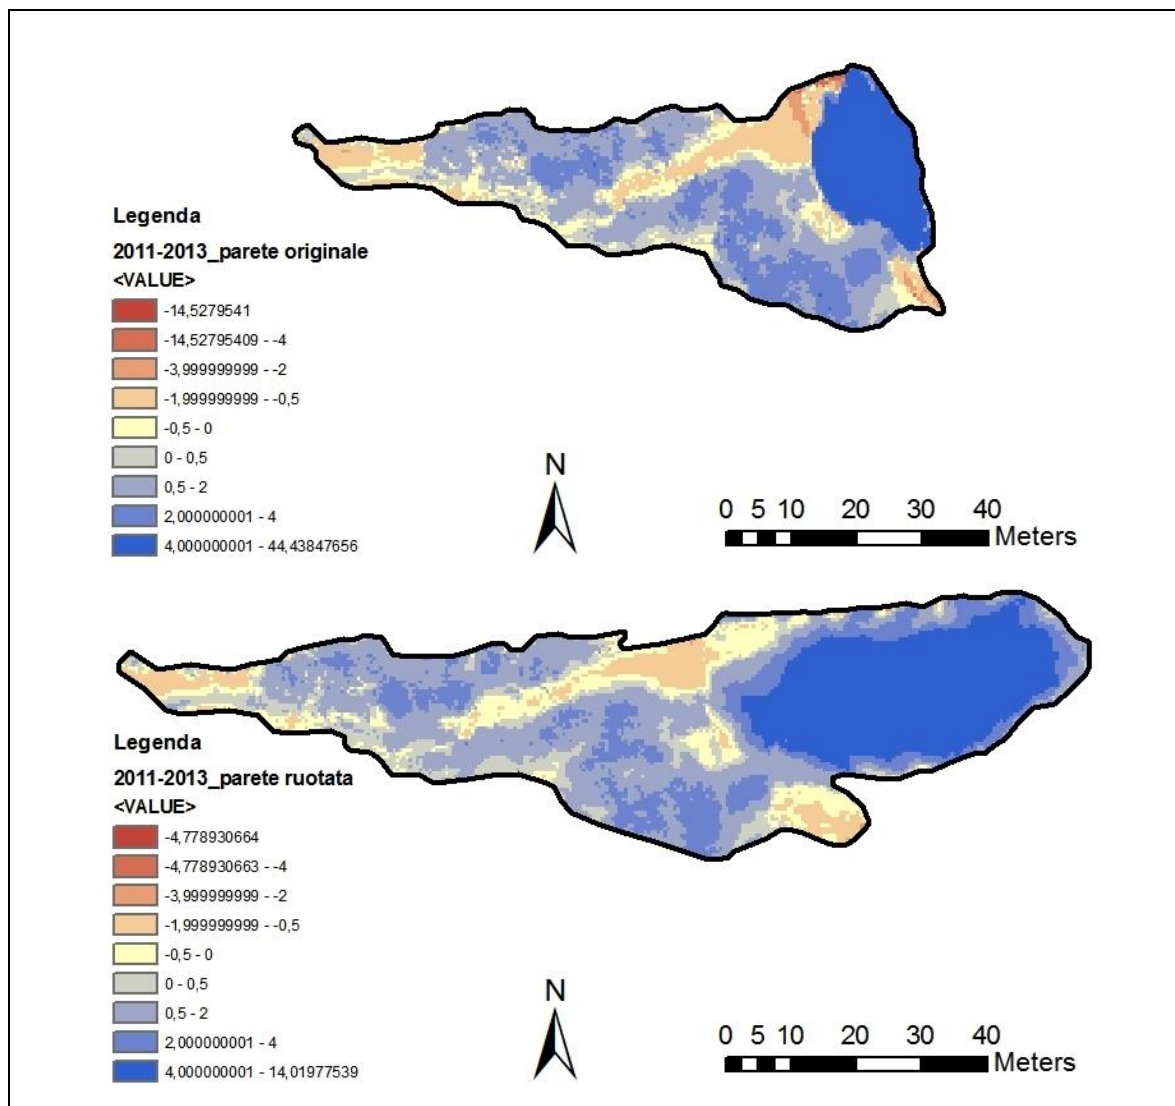 Legenda
2011-2013_parete originale
<VALUE>
-14,5279541
-14,52795409 - -4
-3,999999999 - -2
-1,999999999 - -0,5
-0,5 - 0
0 - 0,5
0,5 - 2
2,000000001 - 4
4,000000001 - 44,43847656
N
0 5 10 20 30 40
Meters
Legenda
2011-2013_parete ruotata
<VALUE>
-4,778930664
-4,778930663 - -4
-3,999999999 - -2
-1,999999999 - -0,5
-0,5 - 0
0 - 0,5
0,5 - 2
2,000000001 - 4
4,000000001 - 14,01977539
N
0 5 10 20 30 40
Meters